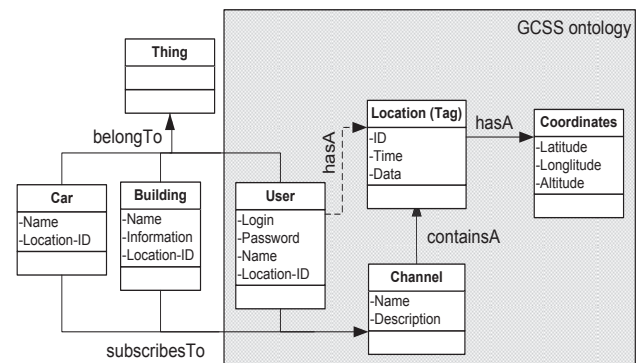 GCSS ontology
Thing
belongTo
Location (Tag)
-ID
-Time
-Data
hasA
hasA
Coordinates
-Latitude
-Longlitude
-Altitude
Car
-Name
-Location-ID
Building
-Name
-Information
-Location-ID
User
-Login
-Password
-Name
-Location-ID
containsA
Channel
-Name
-Description
subscribesTo